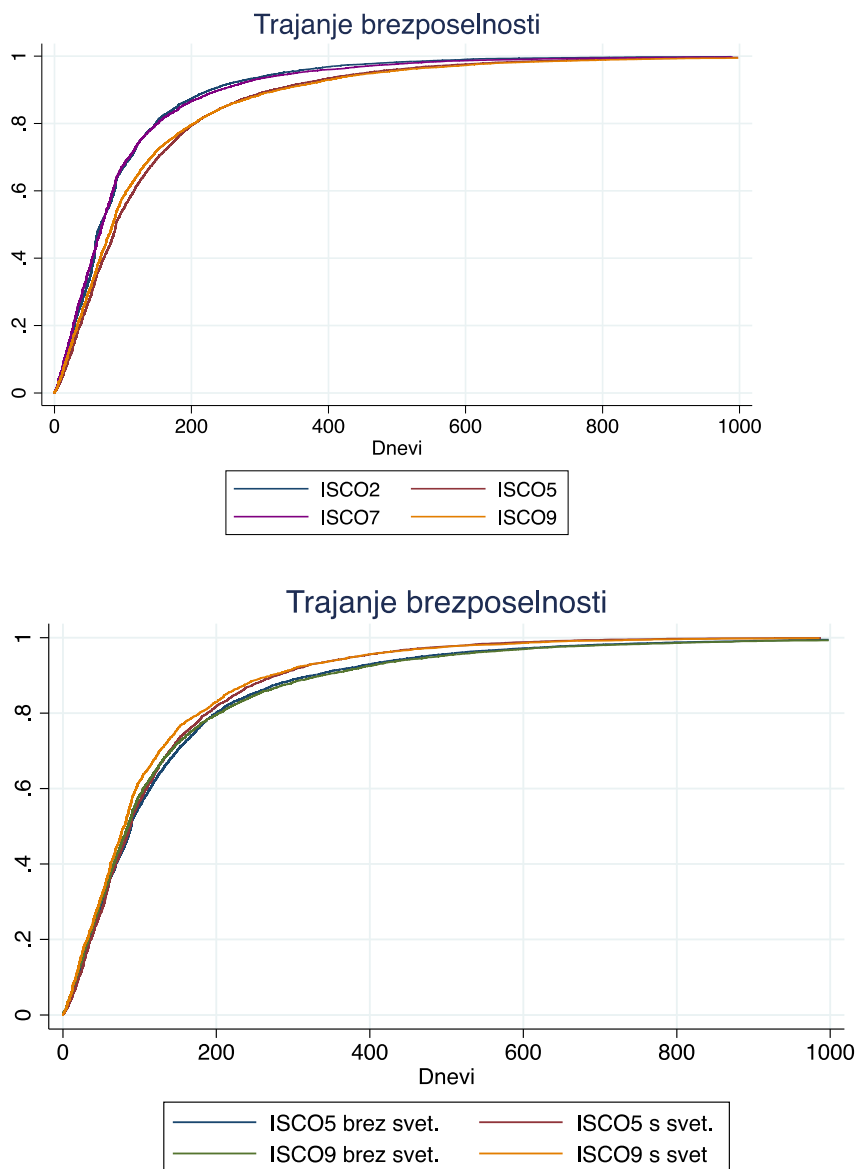 Trajanje brezposelnosti
1
.8
.6
.4
.2
0
0 200 400 600 800 1000
Dnevi
ISCO2 ISCO5
ISCO7 ISCO9
Trajanje brezposelnosti
1
.8
.6
.4
.2
0
0 200 400 600 800 1000
Dnevi
ISCO5 brez svet. ISCO5 s svet.
ISCO9 brez svet. ISCO9 s svet